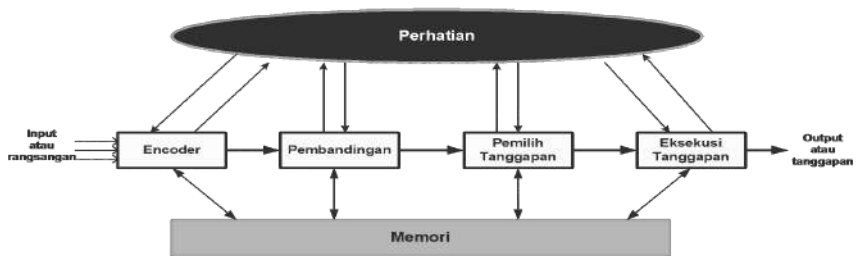 Perhatian
Input
atau
rangsangan
Encoder
Pembandingan
Pemilih
Tanggapan
Eksekusi
Tanggapan
Output
atau
tanggapan
Memori